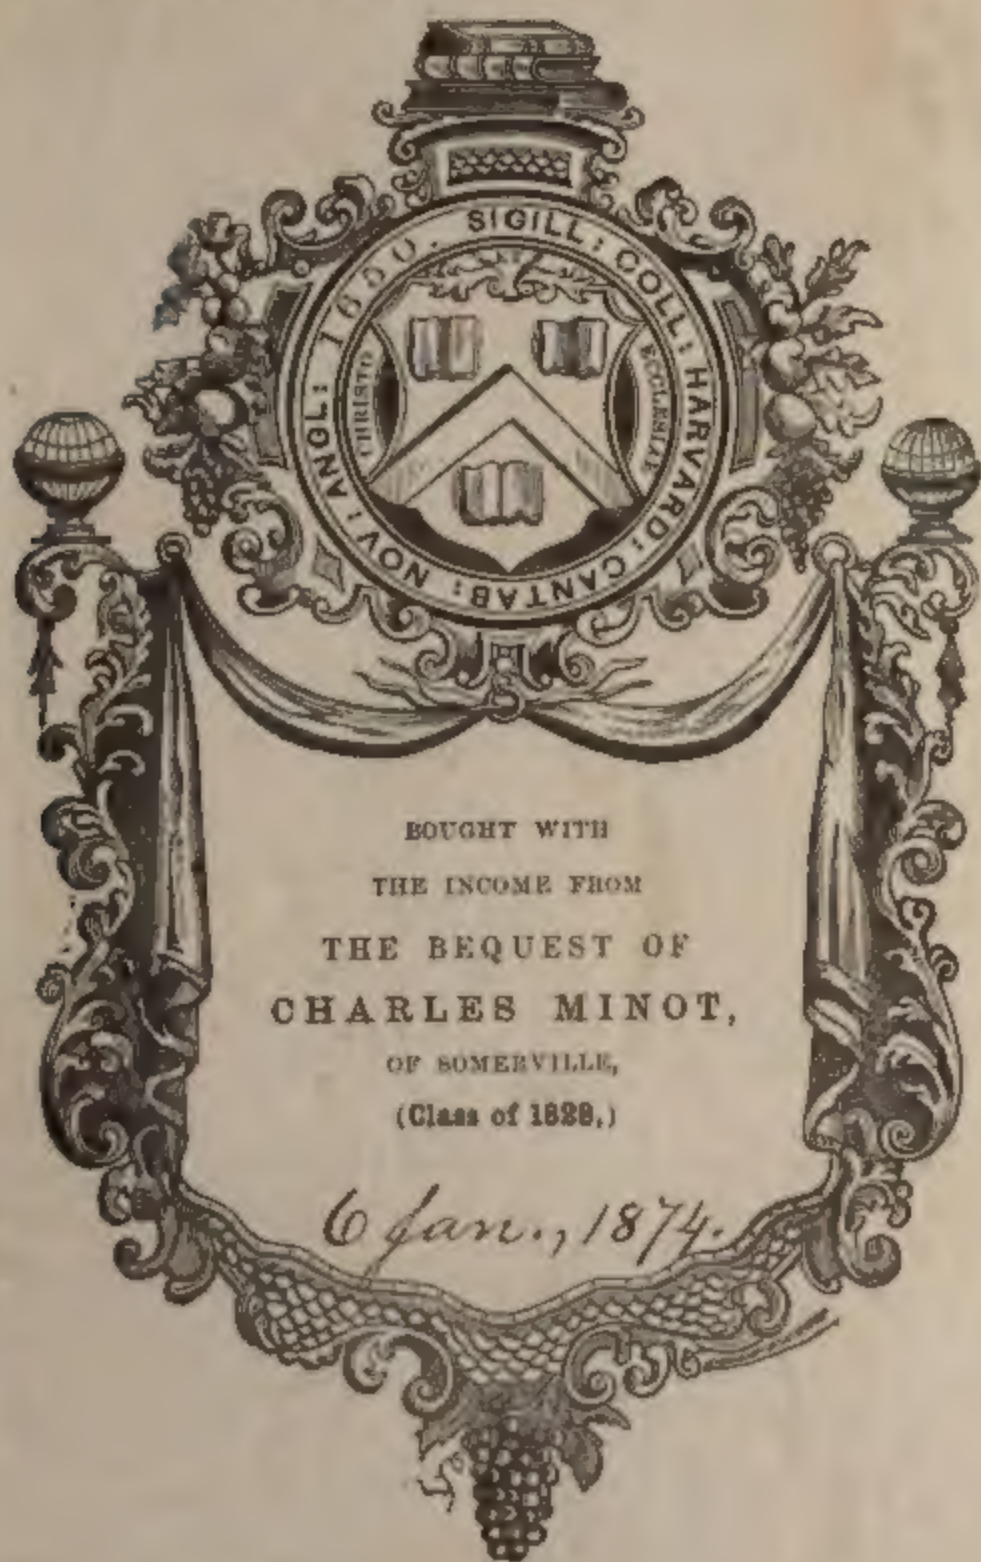 SIGILL: COLL: HARVARD: CANTAB: NOV: ANGL: 1650.
CHRISTO
ECCLESIAE
BOUGHT WITH
THE INCOME FROM
THE BEQUEST OF
CHARLES MINOT,
OF SOMERVILLE,
(Class of 1828.)
6 Jan., 1874.